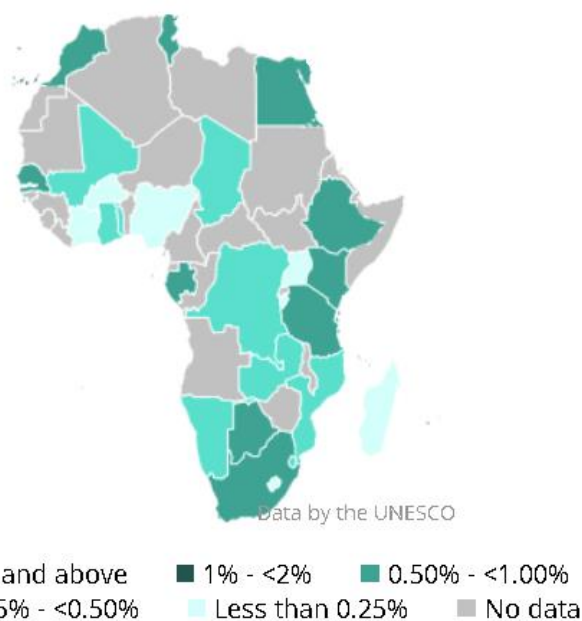 Data by the UNESCO
and above 1% - <2% 0.50% - <1.00%
5% - <0.50% Less than 0.25% No data